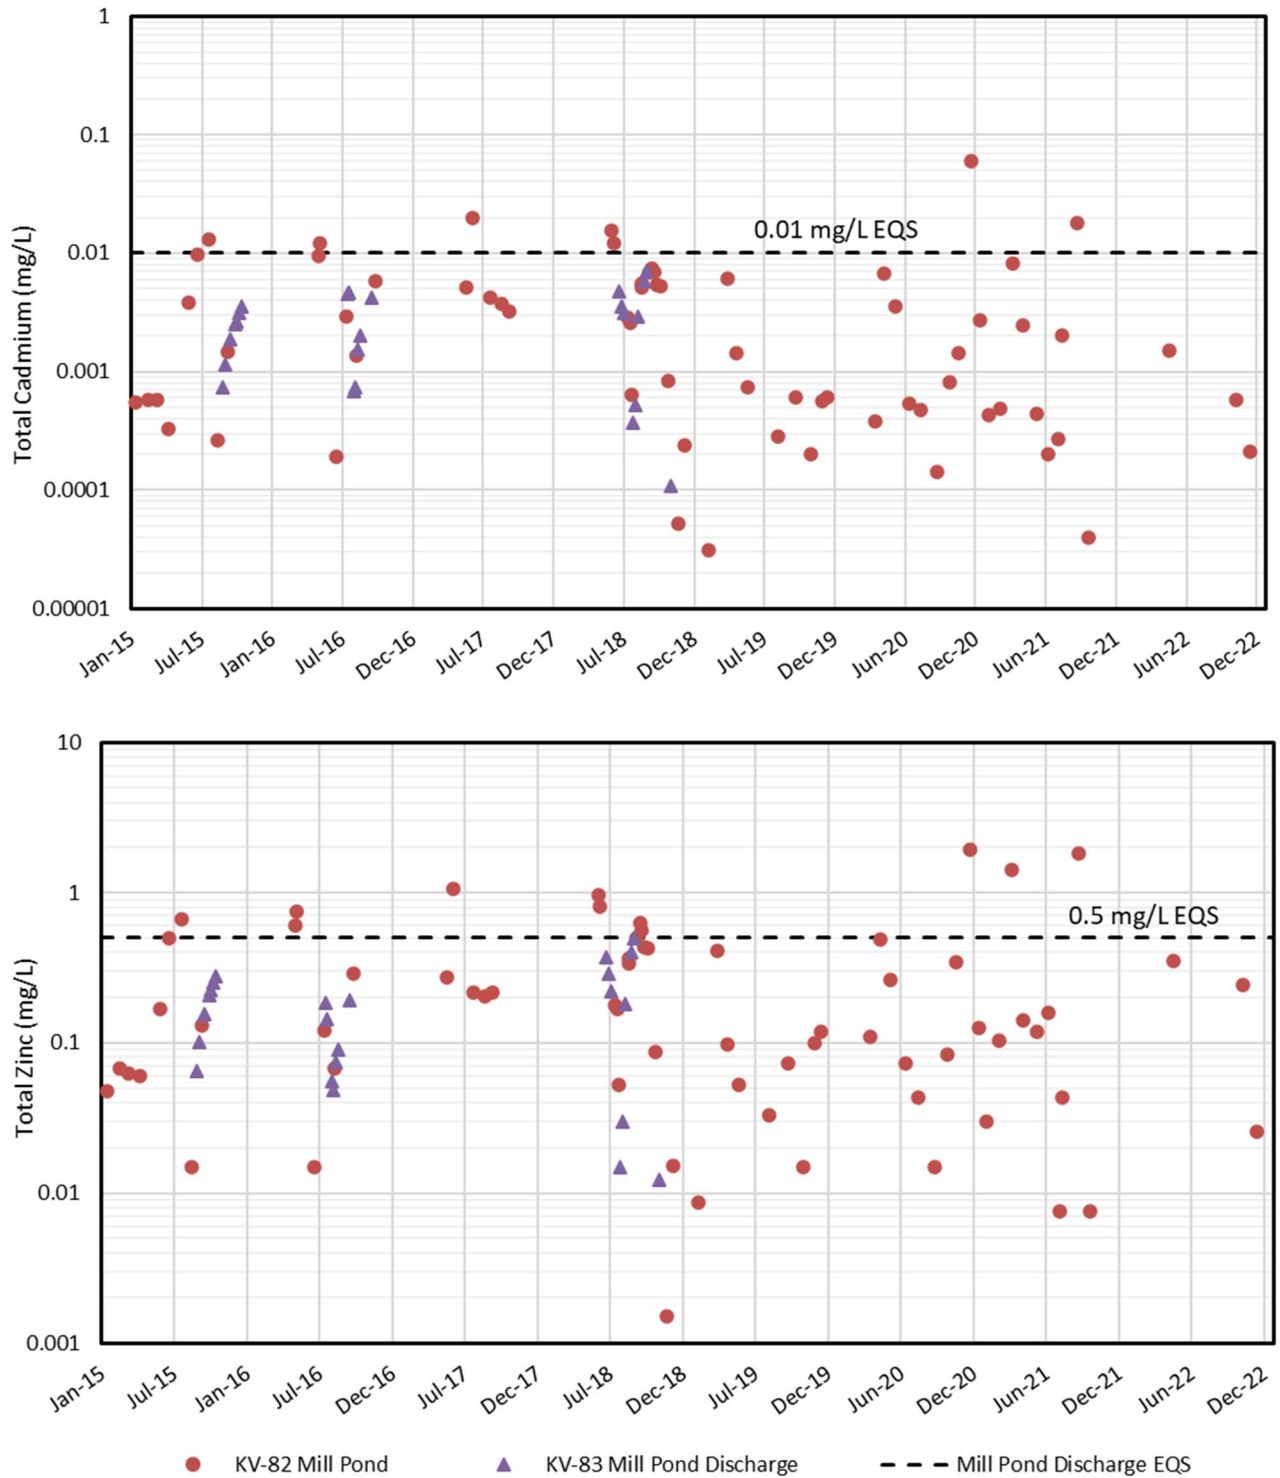 1
0.1
0.01
0.001
0.0001
0.00001
Total Cadmium (mg/L)
0.01 mg/L EQS
Jan-15
Jul-15
Jan-16
Jul-16
Dec-16
Jul-17
Dec-17
Jul-18
Dec-18
Jul-19
Dec-19
Jun-20
Dec-20
Jun-21
Dec-21
Jun-22
Dec-22
10
1
0.1
0.01
0.001
Total Zinc (mg/L)
0.5 mg/L EQS
Jan-15
Jul-15
Jan-16
Jul-16
Dec-16
Jul-17
Dec-17
Jul-18
Dec-18
Jul-19
Dec-19
Jun-20
Dec-20
Jun-21
Dec-21
Jun-22
Dec-22
KV-82 Mill Pond
KV-83 Mill Pond Discharge
Mill Pond Discharge EQS